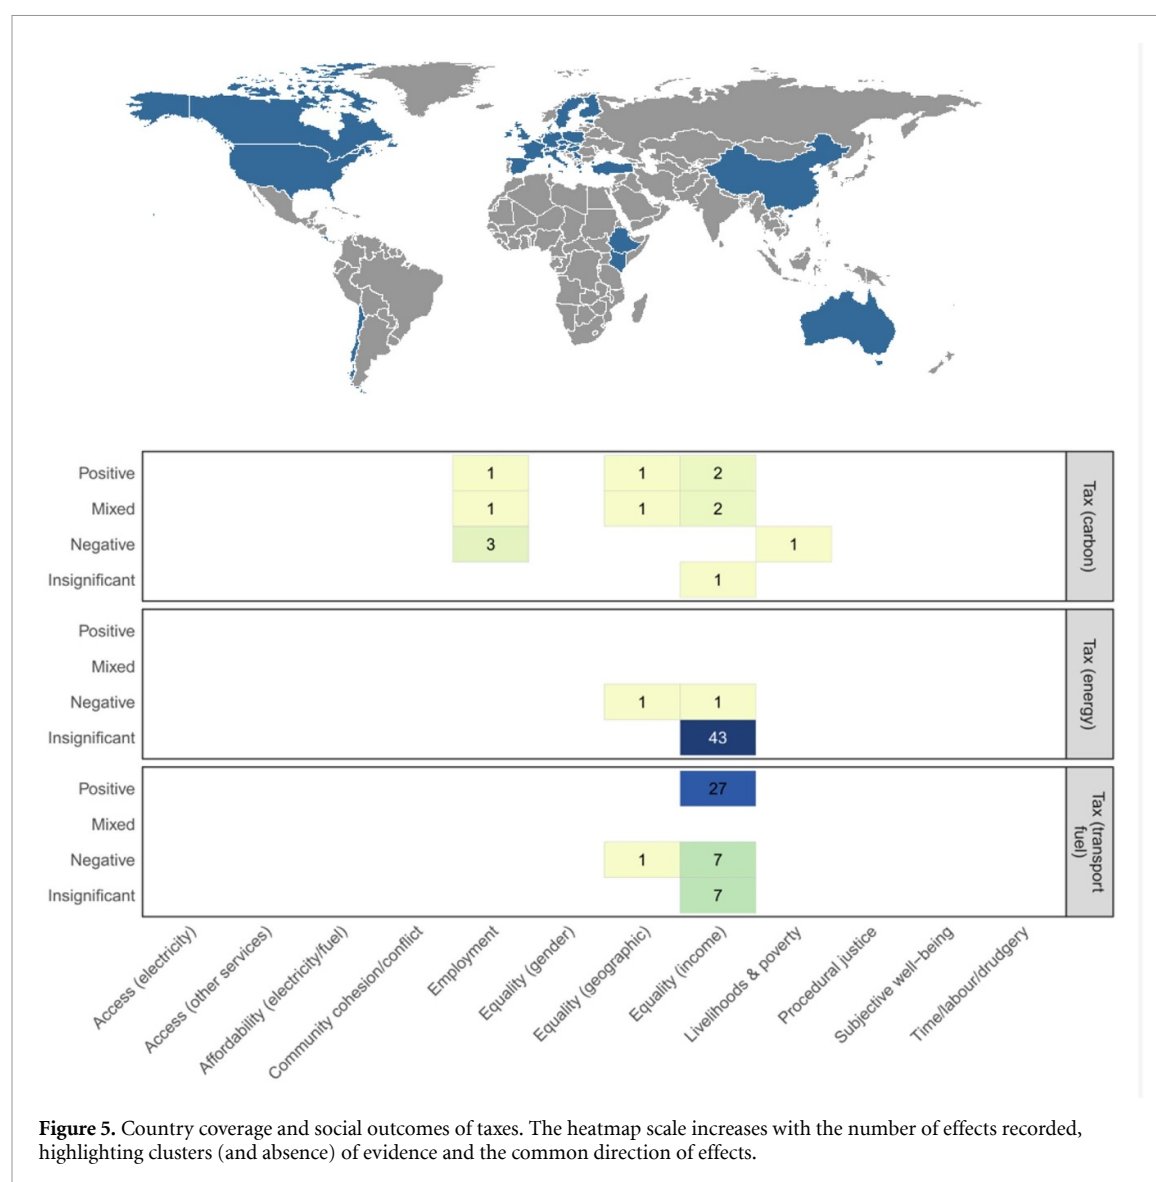 Positive 1 1 2
Mixed 1 1 2
Negative 3 1
Insignificant 1
Tax (carbon)
Positive
Mixed
Negative 1 1
Insignificant 43
Tax (energy)
Positive 27
Mixed
Negative 1 7
Insignificant 7
Tax (transport
fuel)
Access (electricity)
Access (other services)
Affordability (electricity/fuel)
Community cohesion/conflict
Employment
Equality (gender)
Equality (geographic)
Equality (income)
Livelihoods & poverty
Procedural justice
Subjective well−being
Time/labour/drudgery
Figure 5. Country coverage and social outcomes of taxes. The heatmap scale increases with the number of effects recorded,
highlighting clusters (and absence) of evidence and the common direction of effects.